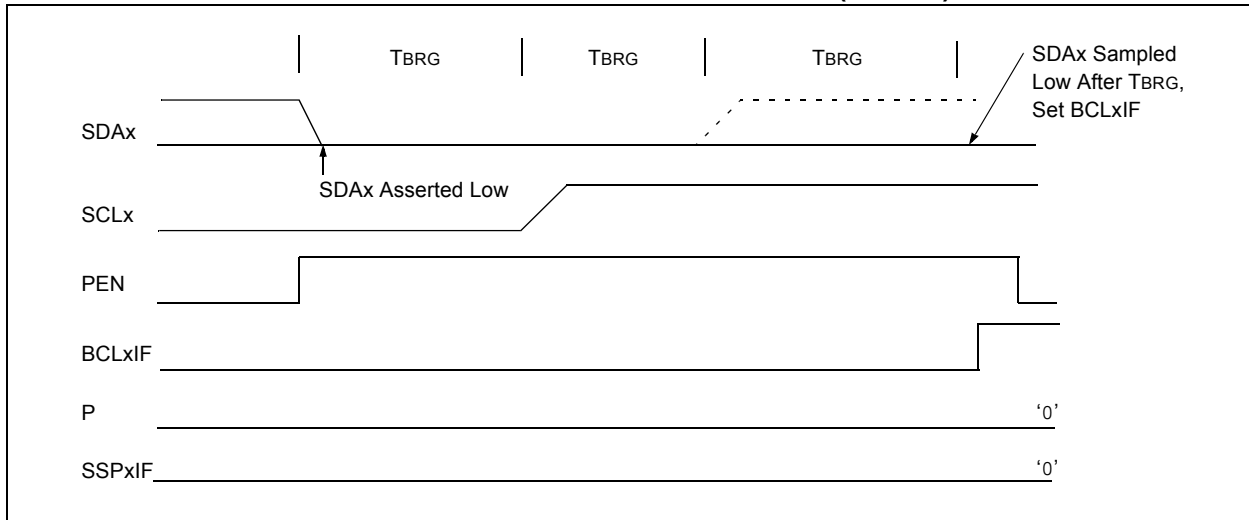 TBRG TBRG TBRG
SDAx Sampled
Low After TBRG,
Set BCLxIF
SDAx
SDAx Asserted Low
SCLx
PEN
BCLxIF
P '0'
SSPxIF '0'